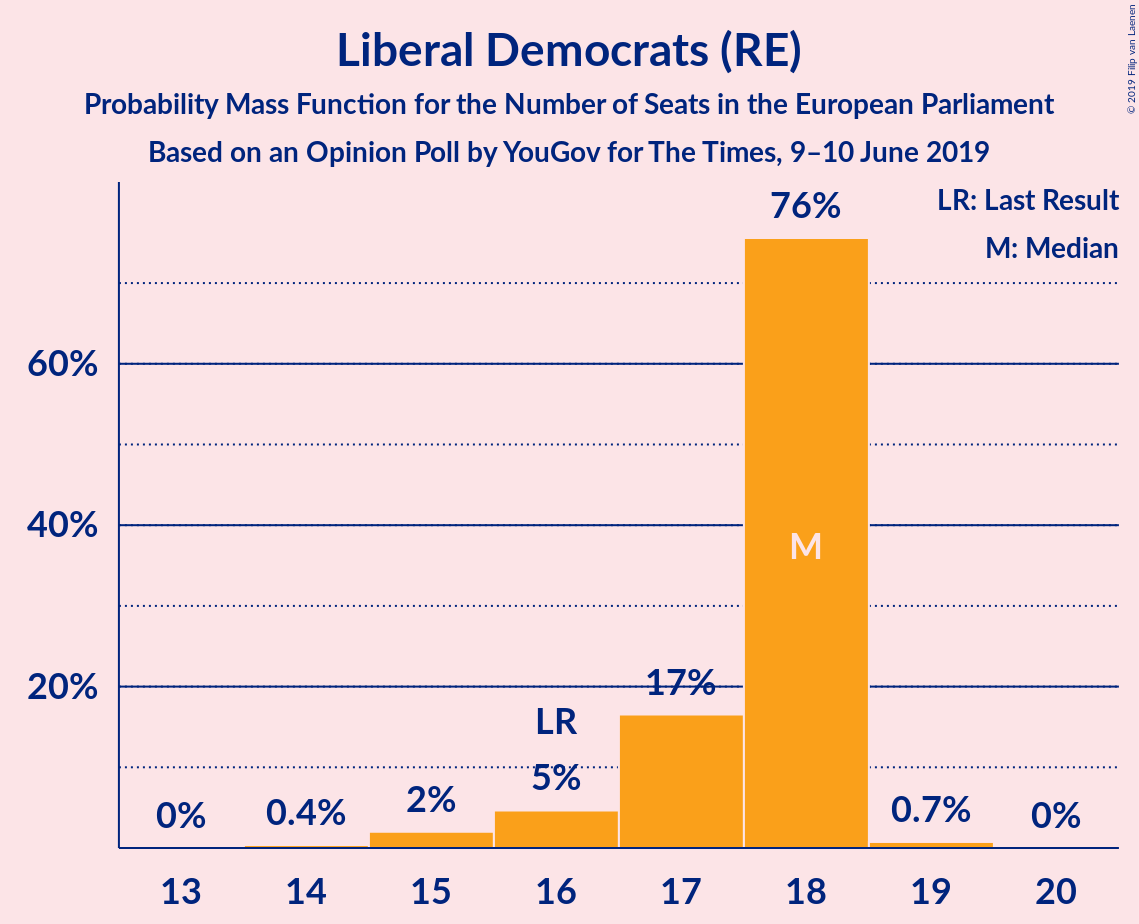 Liberal Democrats (RE)
Probability Mass Function for the Number of Seats in the European Parliament
Based on an Opinion Poll by YouGov for The Times, 9–10 June 2019
© 2019 Filip van Laenen
LR: Last Result
M: Median
76%
60%
40%
M
20%
17%
LR
5%
2%
0.4%
0%
0.7%
0%
13 14 15 16 17 18 19 20